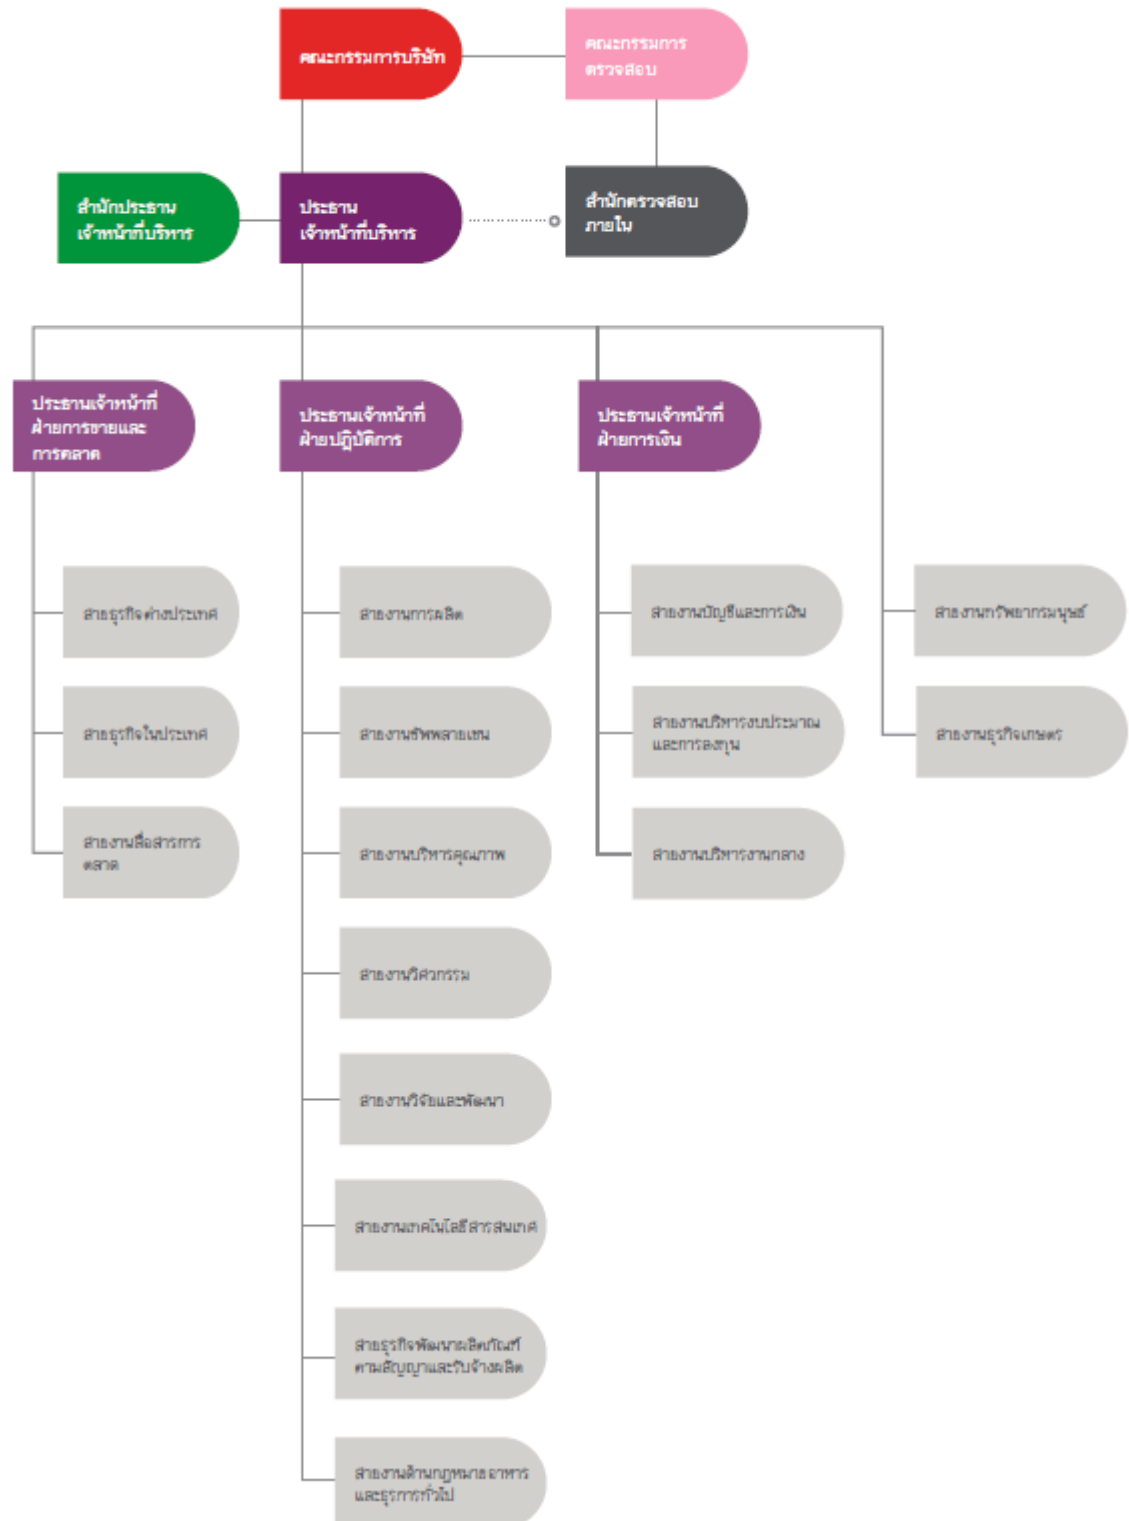 คณะกรรมการบริษัท
คณะกรรมการ
ตรวจสอบ
สำนักประธาน
เจ้าหน้าที่บริหาร
ประธาน
เจ้าหน้าที่บริหาร
สำนักตรวจสอบ
ภายใน
ประธานเจ้าหน้าที่
ฝ่ายการขายและ
การตลาด
ประธานเจ้าหน้าที่
ฝ่ายปฏิบัติการ
ประธานเจ้าหน้าที่
ฝ่ายการเงิน
สายธุรกิจต่างประเทศ
สายงานการผลิต
สายงานบัญชีและการเงิน
สายงานทรัพยากรมนุษย์
สายธุรกิจในประเทศ
สายงานซัพพลายเชน
สายงานบริหารงบประมาณ
และการลงทุน
สายงานธุรกิจเกษตร
สายงานสื่อสารการ
ตลาด
สายงานบริหารคุณภาพ
สายงานบริหารงานกลาง
สายงานวิศวกรรม
สายงานวิจัยและพัฒนา
สายงานเทคโนโลยีสารสนเทศ
สายธุรกิจพัฒนาผลิตภัณฑ์
ตามสัญญาและรับจ้างผลิต
สายงานด้านกฎหมายอาหาร
และธุรการทั่วไป